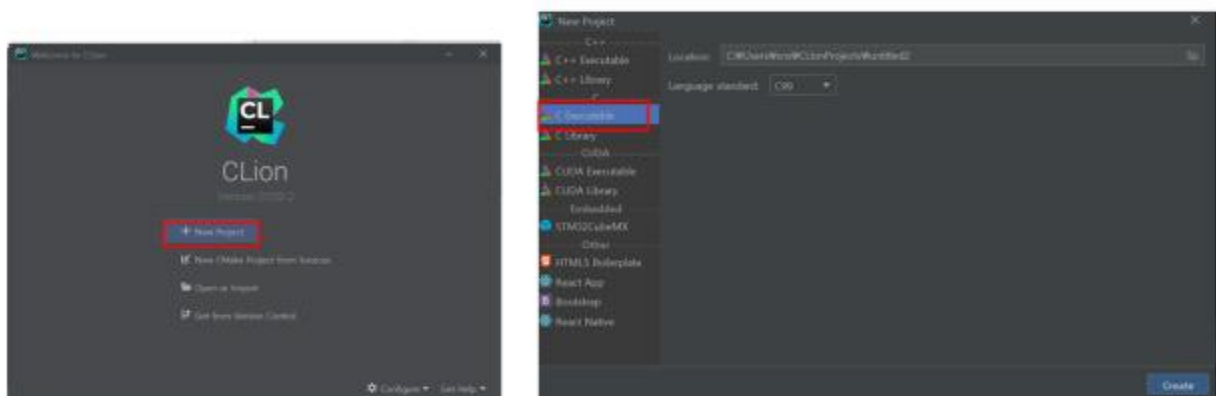 Welcome to CLion
CL
CLion
+ New Project
New CMake Project from Sources
Open or Import
Get from Version Control
Configure
Get Help
New Project
C++
C++ Executable
C++ Library
C
C Executable
C Library
CUDA
CUDA Executable
CUDA Library
Embedded
STM32CubeMX
Other
HTML5 Boilerplate
React App
Bootstrap
React Native
Location:
Language standard: C99
Create